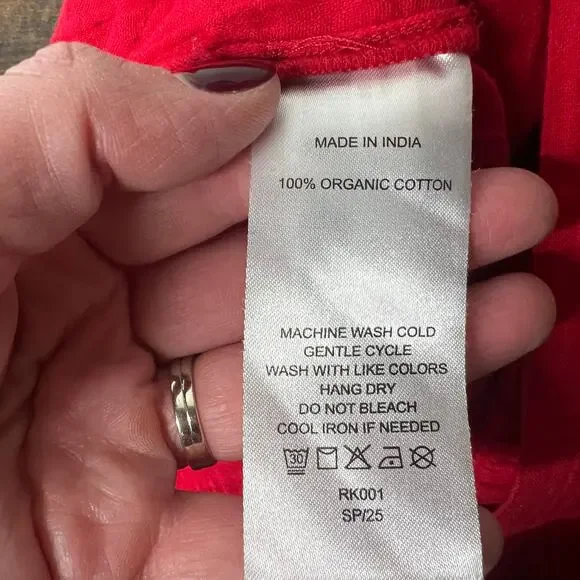 MADE IN INDIA
100% ORGANIC COTTON
MACHINE WASH COLD
GENTLE CYCLE
WASH WITH LIKE COLORS
HANG DRY
DO NOT BLEACH
COOL IRON IF NEEDED
30
RK001
SP/25